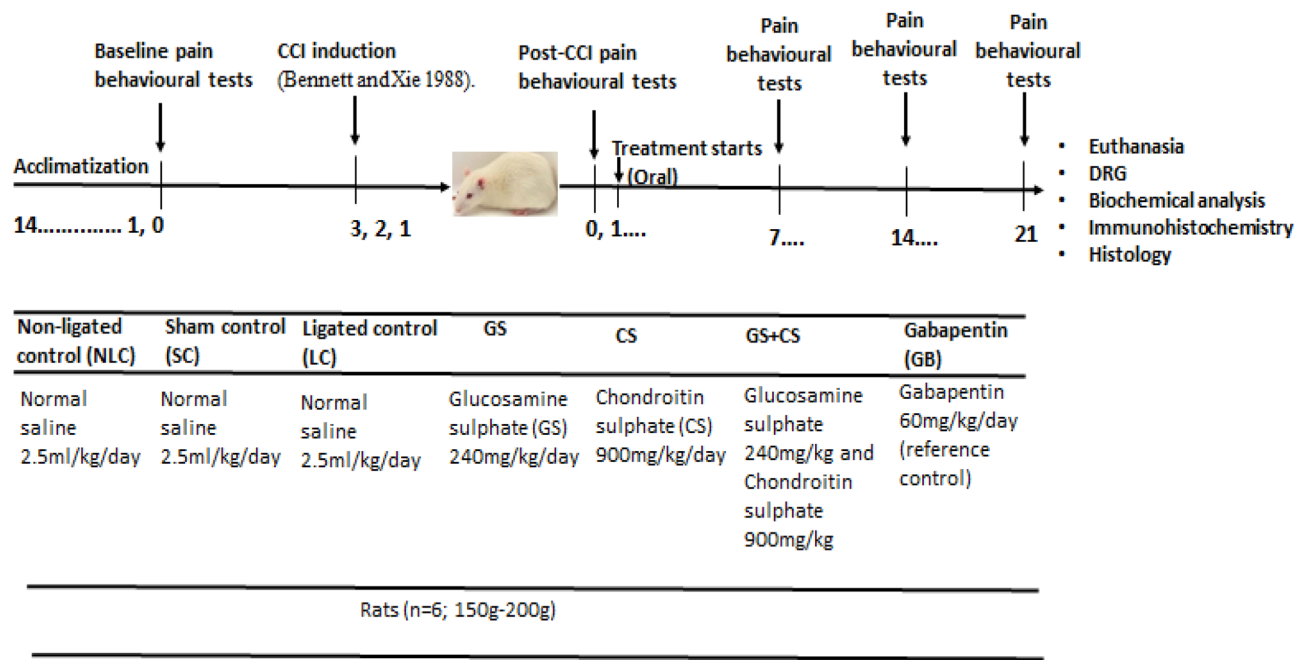 Baseline pain
behavioural tests
CCI induction
(Bennett and Xie 1988).
Post-CCI pain
behavioural tests
Pain
behavioural
tests
Pain
behavioural
tests
Pain
behavioural
tests
Acclimatization
Treatment starts
(Oral)
14............... 1, 0
3, 2, 1
0, 1....
7....
14....
21
• Euthanasia
• DRG
• Biochemical analysis
• Immunohistochemistry
• Histology
Non-ligated
control (NLC)
Sham control
(SC)
Ligated control
(LC)
GS
CS
GS+CS
Gabapentin
(GB)
Normal
saline
2.5ml/kg/day
Normal
saline
2.5ml/kg/day
Normal
saline
2.5ml/kg/day
Glucosamine
sulphate (GS)
240mg/kg/day
Chondroitin
sulphate (CS)
900mg/kg/day
Glucosamine
sulphate
240mg/kg and
Chondroitin
sulphate
900mg/kg
Gabapentin
60mg/kg/day
(reference
control)
Rats (n=6; 150g-200g)